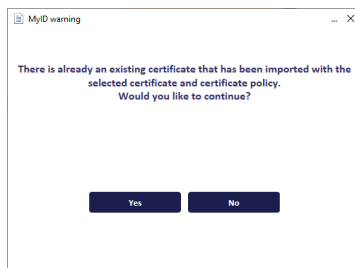 MyID warning
...
There is already an existing certificate that has been imported with the
selected certificate and certificate policy.
Would you like to continue?
Yes
No